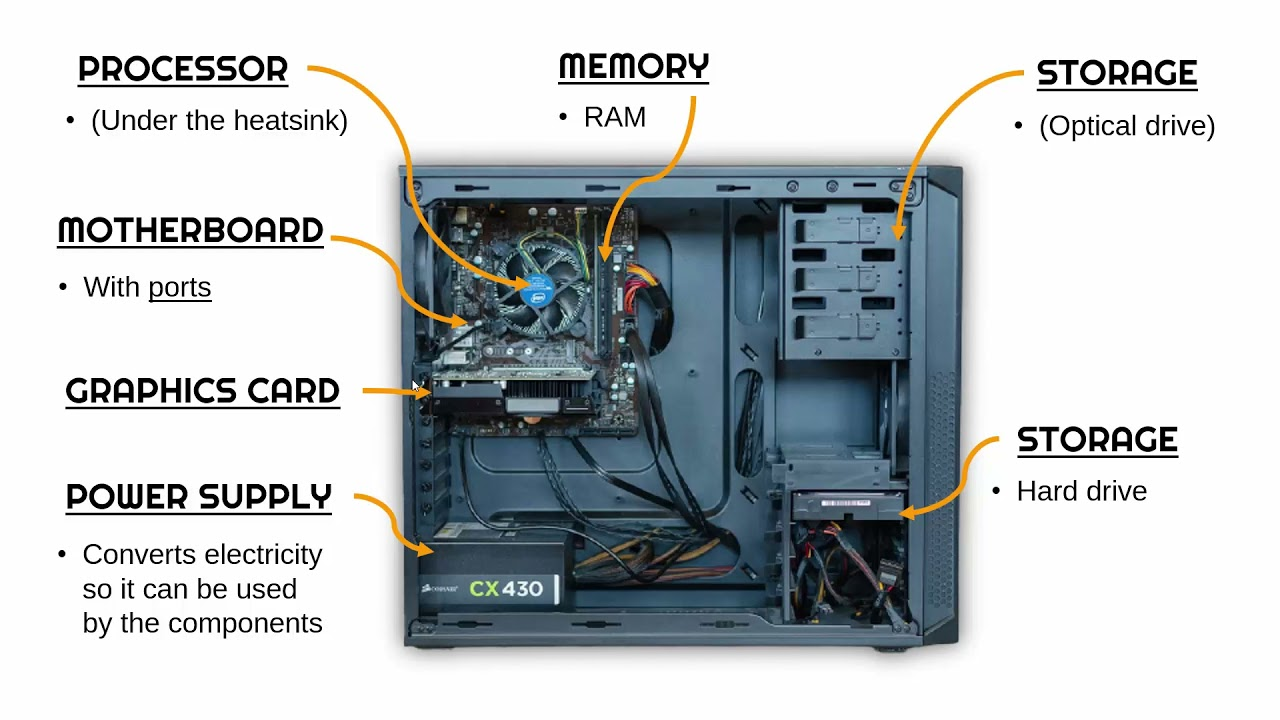 PROCESSOR
• (Under the heatsink)
MEMORY
• RAM
STORAGE
• (Optical drive)
MOTHERBOARD
• With ports
GRAPHICS CARD
POWER SUPPLY
• Converts electricity
so it can be used
by the components
STORAGE
• Hard drive
intel
CORSAIR
CX430